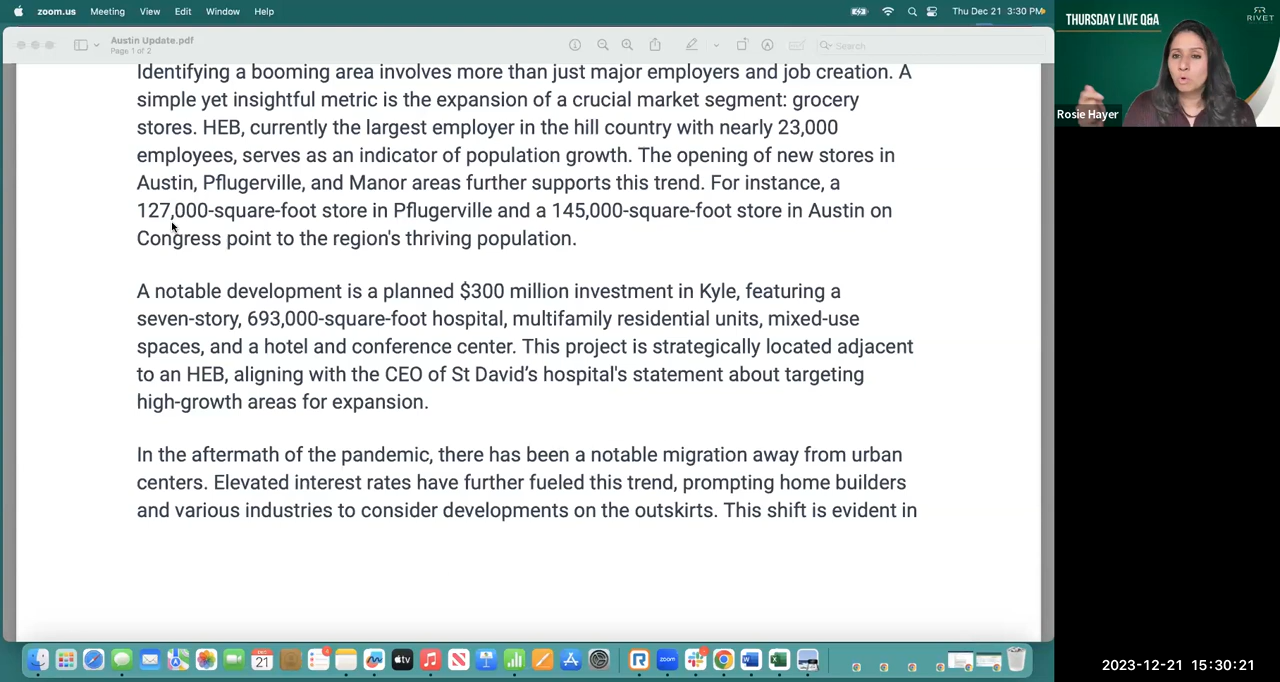 zoom.us Meeting View Edit Window Help
Thu Dec 21 3:30 PM
Austin Update.pdf
Page 1 of 2
Search
Identifying a booming area involves more than just major employers and job creation. A
simple yet insightful metric is the expansion of a crucial market segment: grocery
stores. HEB, currently the largest employer in the hill country with nearly 23,000
employees, serves as an indicator of population growth. The opening of new stores in
Austin, Pflugerville, and Manor areas further supports this trend. For instance, a
127,000-square-foot store in Pflugerville and a 145,000-square-foot store in Austin on
Congress point to the region's thriving population.
A notable development is a planned $300 million investment in Kyle, featuring a
seven-story, 693,000-square-foot hospital, multifamily residential units, mixed-use
spaces, and a hotel and conference center. This project is strategically located adjacent
to an HEB, aligning with the CEO of St David’s hospital's statement about targeting
high-growth areas for expansion.
In the aftermath of the pandemic, there has been a notable migration away from urban
centers. Elevated interest rates have further fueled this trend, prompting home builders
and various industries to consider developments on the outskirts. This shift is evident in
THURSDAY LIVE Q&A
RIVET
Rosie Hayer
21
tv
zoom
2023-12-21 15:30:21